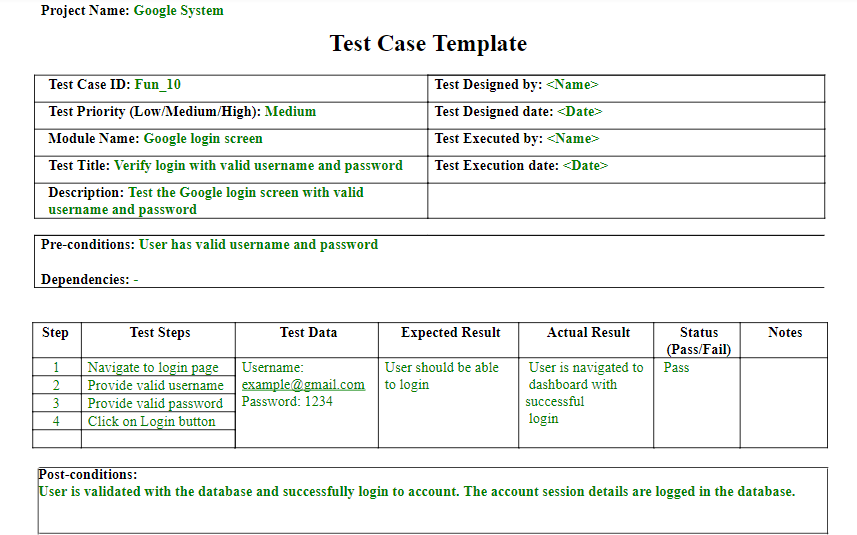 Project Name: Google System
Test Case Template
Test Case ID: Fun_10
Test Designed by: <Name>
Test Priority (Low/Medium/High): Medium
Test Designed date: <Date>
Module Name: Google login screen
Test Executed by: <Name>
Test Title: Verify login with valid username and password
Test Execution date: <Date>
Description: Test the Google login screen with valid
username and password
Pre-conditions: User has valid username and password
Dependencies: -
Step
Test Steps
Test Data
Expected Result
Actual Result
Status
(Pass/Fail)
Notes
1
Navigate to login page
2
Provide valid username
3
Provide valid password
4
Click on Login button
Username:
example@gmail.com
Password: 1234
User should be able
to login
User is navigated to
dashboard with
successful
login
Pass
Post-conditions:
User is validated with the database and successfully login to account. The account session details are logged in the database.